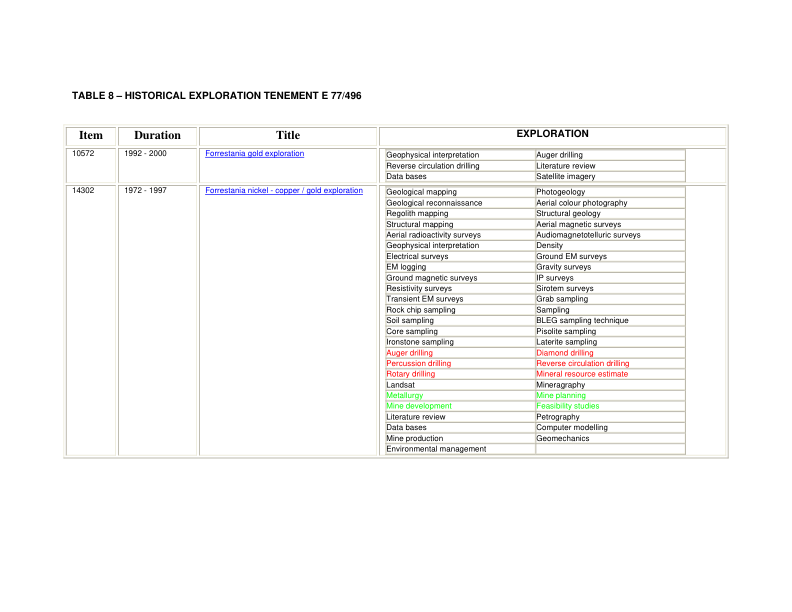 TABLE 8 – HISTORICAL EXPLORATION TENEMENT E 77/496
Item Duration Title EXPLORATION
10572 1992 - 2000 Forrestania gold exploration Geophysical interpretation Auger drilling
Reverse circulation drilling Literature review
Data bases Satellite imagery
14302 1972 - 1997 Forrestania nickel - copper / gold exploration Geological mapping Photogeology
Geological reconnaissance Aerial colour photography
Regolith mapping Structural geology
Structural mapping Aerial magnetic surveys
Aerial radioactivity surveys Audiomagnetotelluric surveys
Geophysical interpretation Density
Electrical surveys Ground EM surveys
EM logging Gravity surveys
Ground magnetic surveys IP surveys
Resistivity surveys Sirotem surveys
Transient EM surveys Grab sampling
Rock chip sampling Sampling
Soil sampling BLEG sampling technique
Core sampling Pisolite sampling
Ironstone sampling Laterite sampling
Auger drilling Diamond drilling
Percussion drilling Reverse circulation drilling
Rotary drilling Mineral resource estimate
Landsat Mineragraphy
Metallurgy Mine planning
Mine development Feasibility studies
Literature review Petrography
Data bases Computer modelling
Mine production Geomechanics
Environmental management